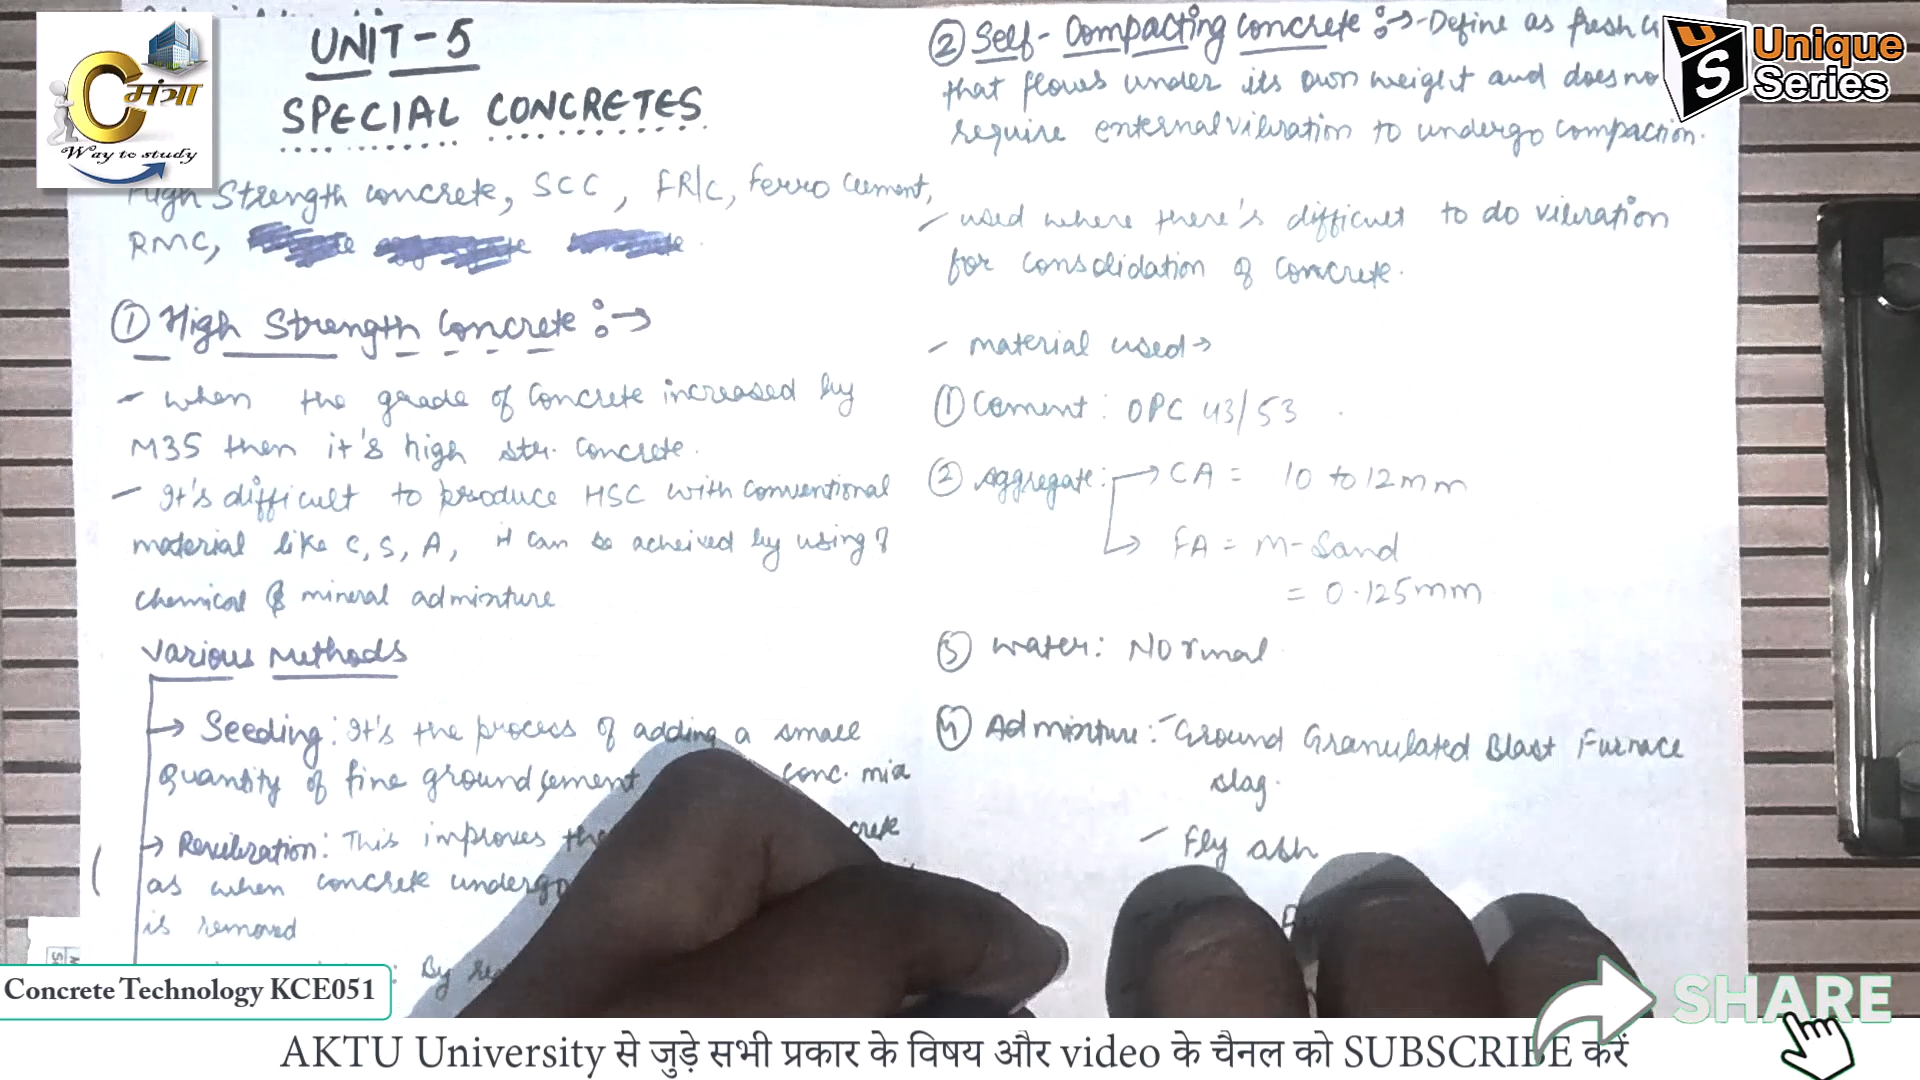 UNIT-5
SPECIAL CONCRETES
High Strength concrete, SCC, FR/C, Ferro Cement,
RMC,
① High Strength Concrete :→
- when the grade of Concrete increased by
M35 then it's high str. Concrete.
- It's difficult to produce HSC with conventional
material like C, S, A, it can be acheived by using of
chemical & mineral admixture
Various Methods
→ Seeding: It's the process of adding a small
quantity of fine ground cement conc. mix
→ Revibration: This improves the
as when concrete undergo
is removed
: By
② Self-Compacting Concrete :→ Define as fresh
that flows under its own weight and does no
require external vibration to undergo compaction.
- used where there's difficult to do vibration
for consolidation of concrete.
- material used →
① Cement: OPC 43/53
② Aggregate: → CA = 10 to 12mm
→ FA = M-Sand
= 0.125mm
③ Water: Normal
④ Admixture: - Ground Granulated Blast Furnace
slag.
- Fly ash
C मंत्रा
Way to study
US Unique
Series
Concrete Technology KCE051
SHARE
AKTU University से जुड़े सभी प्रकार के विषय और video के चैनल को SUBSCRIBE करें